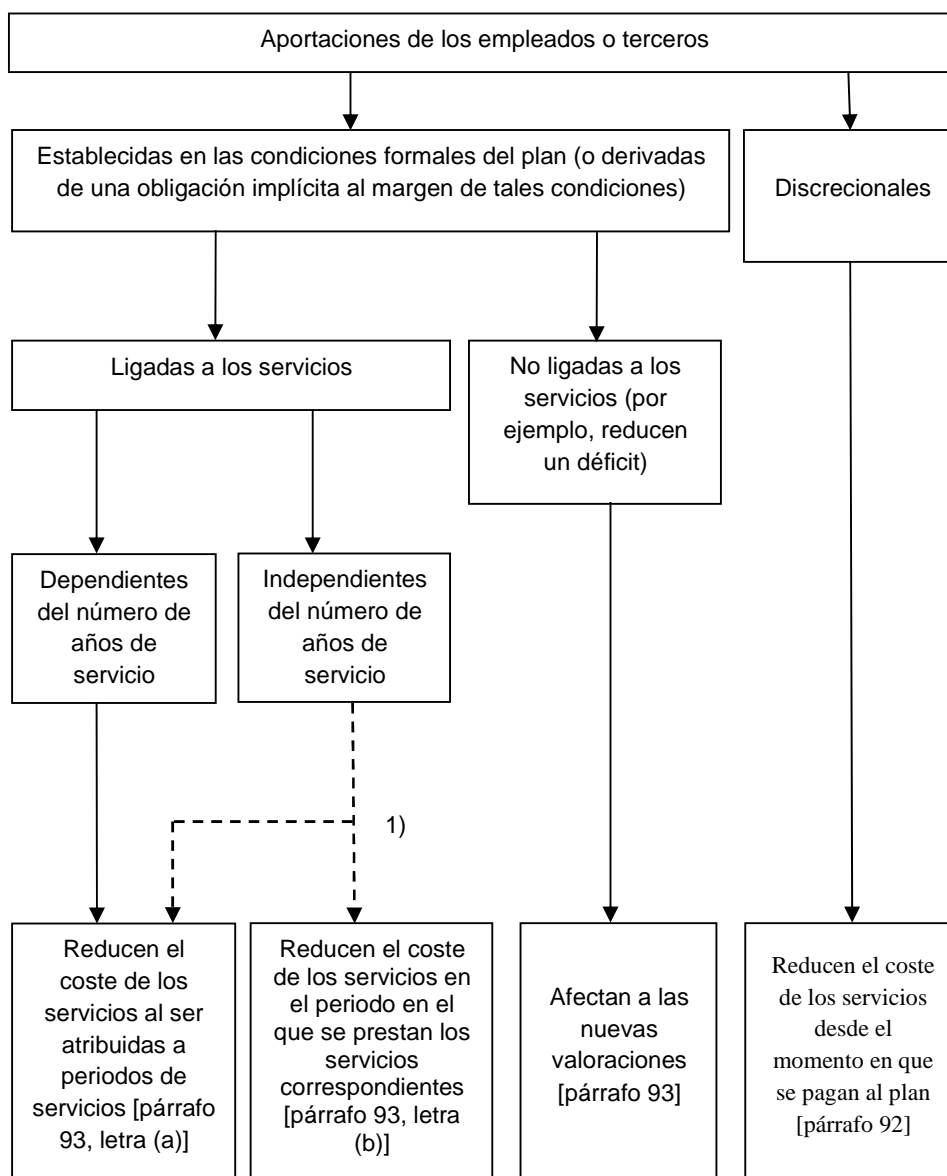 Aportaciones de los empleados o terceros
Establecidas en las condiciones formales del plan (o derivadas
de una obligación implícita al margen de tales condiciones)
Discrecionales
Ligadas a los servicios
No ligadas a los
servicios (por
ejemplo, reducen
un déficit)
Dependientes
del número de
años de
servicio
Independientes
del número de
años de
servicio
1)
Reducen el
coste de los
servicios al ser
atribuidas a
periodos de
servicios [párrafo
93, letra (a)]
Reducen el coste
de los servicios en
el periodo en el
que se prestan los
servicios
correspondientes
[párrafo 93, letra
(b)]
Afectan a las
nuevas
valoraciones
[párrafo 93]
Reducen el coste
de los servicios
desde el
momento en que
se pagan al plan
[párrafo 92]